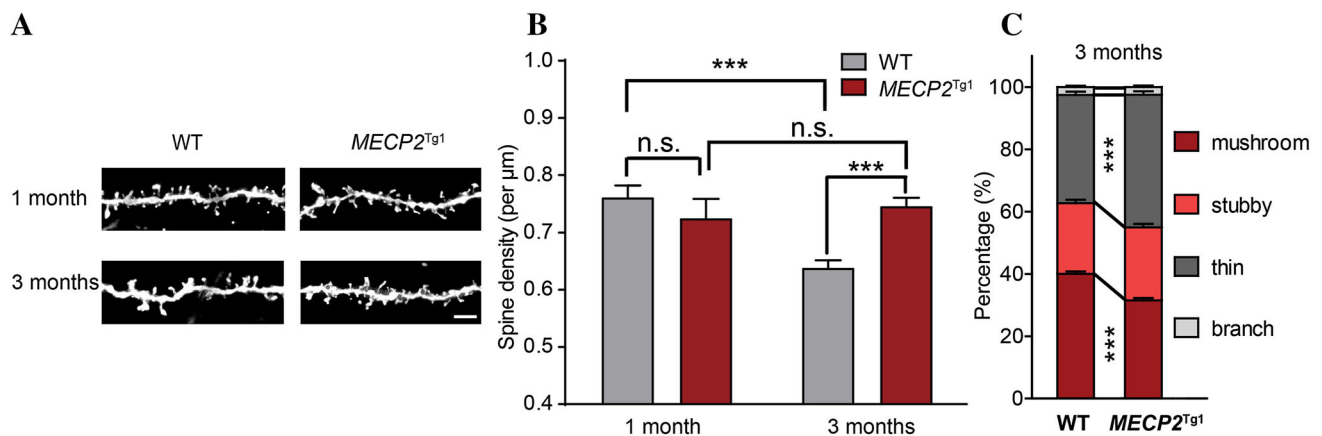 A
WT
MECP2Tg1
1 month
3 months
B
Spine density (per µm)
1.0
0.9
0.8
0.7
0.6
0.5
0.4
WT
MECP2Tg1
***
n.s.
n.s.
***
1 month
3 months
C
3 months
Percentage (%)
100
80
60
40
20
0
***
***
mushroom
stubby
thin
branch
WT
MECP2Tg1